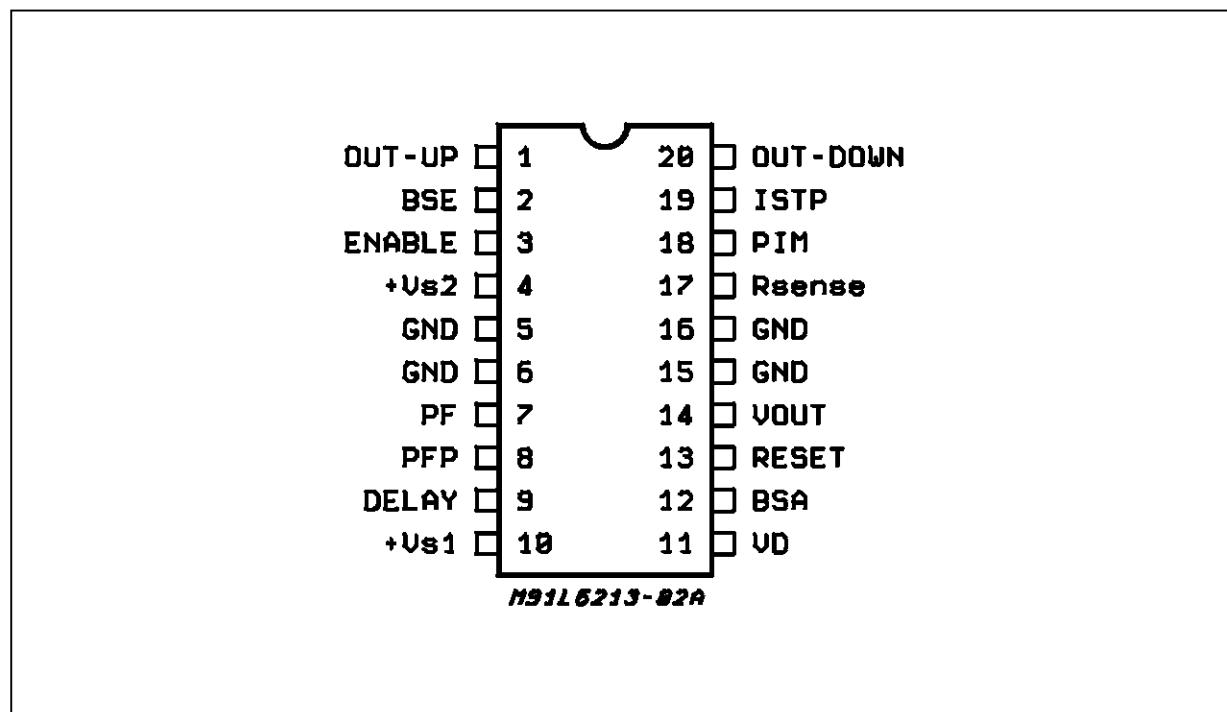 OUT-UP 1 20 OUT-DOWN
BSE 2 19 ISTP
ENABLE 3 18 PIM
+Vs2 4 17 Rsense
GND 5 16 GND
GND 6 15 GND
PF 7 14 VOUT
PFP 8 13 RESET
DELAY 9 12 BSA
+Vs1 10 11 VD
M91L6213-02A